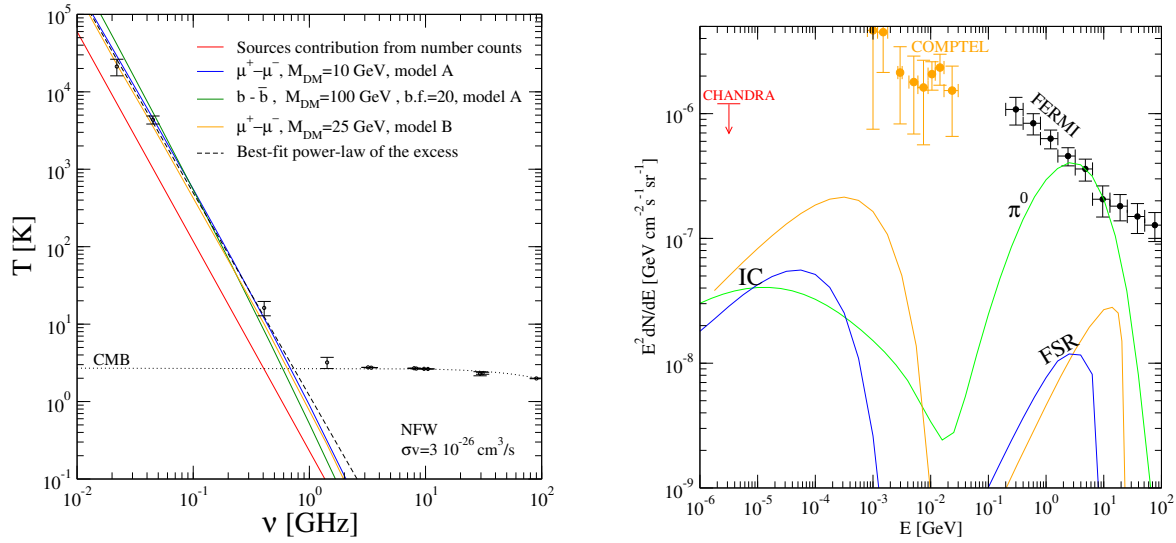 10^5
10^4
10^3
10^2
10^1
10^0
10^-1
T [K]
Sources contribution from number counts
μ⁺−μ⁻, M_DM=10 GeV, model A
b - b̄ , M_DM=100 GeV , b.f.=20, model A
μ⁺−μ⁻, M_DM=25 GeV, model B
Best-fit power-law of the excess
CMB
NFW
σv=3 10^-26 cm^3/s
10^-2
10^-1
10^0
10^1
10^2
ν [GHz]
10^-6
10^-7
10^-8
10^-9
E^2 dN/dE [GeV cm^-2 s^-1 sr^-1]
COMPTEL
CHANDRA
FERMI
π^0
IC
FSR
10^-6
10^-5
10^-4
10^-3
10^-2
10^-1
10^0
10^1
10^2
E [GeV]